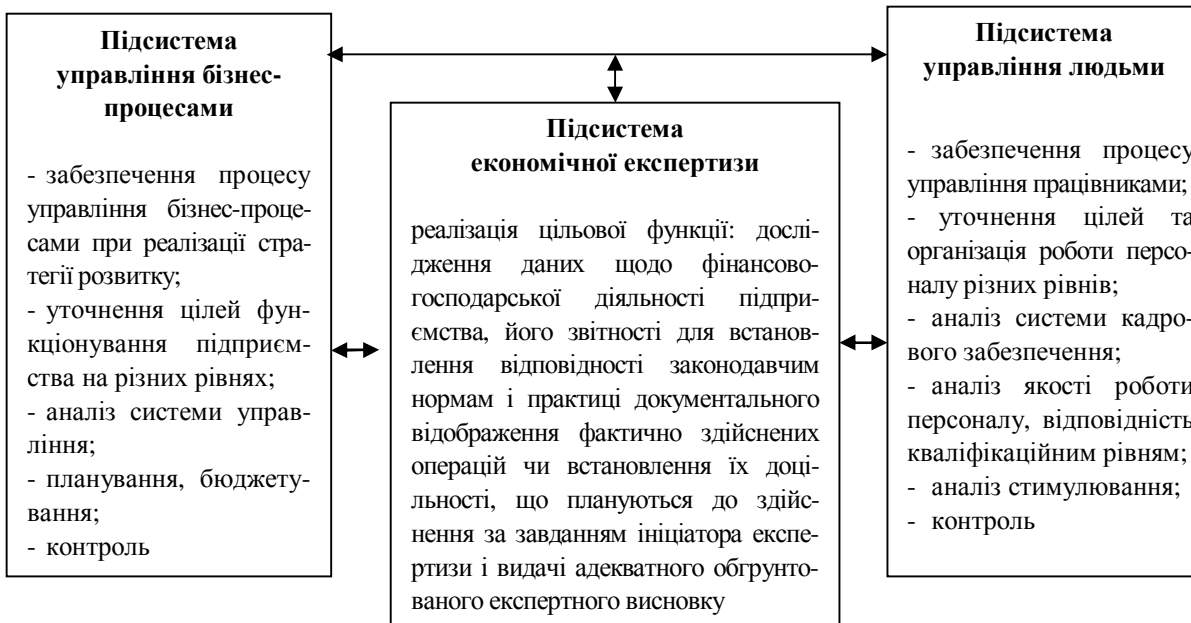 Підсистема
управління бізнес-
процесами
- забезпечення процесу
управління бізнес-проце-
сами при реалізації стра-
тегії розвитку;
- уточнення цілей фун-
кціонування підприєм-
ства на різних рівнях;
- аналіз системи управ-
ління;
- планування, бюджету-
вання;
- контроль
Підсистема
економічної експертизи
реалізація цільової функції: дослі-
дження даних щодо фінансово-
господарської діяльності підпри-
ємства, його звітності для встанов-
лення відповідності законодавчим
нормам і практиці документального
відображення фактично здійснених
операцій чи встановлення їх доці-
льності, що плануються до здійс-
нення за завданням ініціатора експе-
ртизи і видачі адекватного обгрунто-
ваного експертного висновку
Підсистема
управління людьми
- забезпечення процесу
управління працівниками;
- уточнення цілей та
організація роботи персо-
налу різних рівнів;
- аналіз системи кадро-
вого забезпечення;
- аналіз якості роботи
персоналу, відповідність
кваліфікаційним рівням;
- аналіз стимулювання;
- контроль